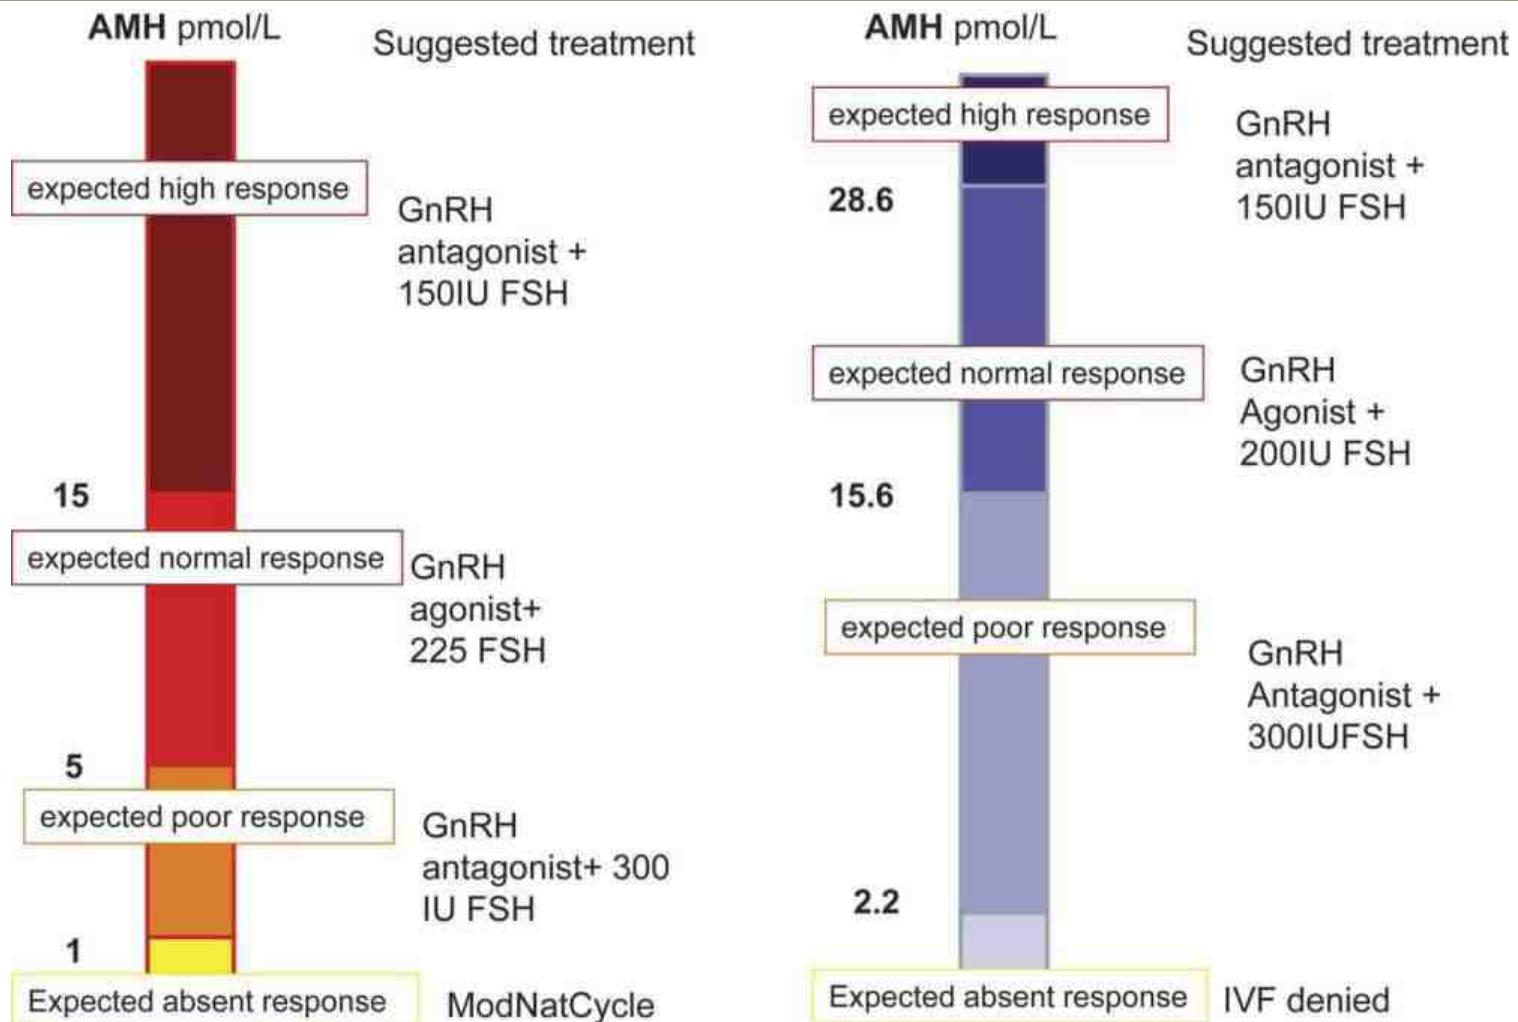 AMH pmol/L
Suggested treatment
expected high response
GnRH
antagonist +
150IU FSH
15
expected normal response
GnRH
agonist+
225 FSH
5
expected poor response
GnRH
antagonist+ 300
IU FSH
1
Expected absent response
ModNatCycle
AMH pmol/L
Suggested treatment
expected high response
GnRH
antagonist +
150IU FSH
28.6
expected normal response
GnRH
Agonist +
200IU FSH
15.6
expected poor response
GnRH
Antagonist +
300IUFSH
2.2
Expected absent response
IVF denied